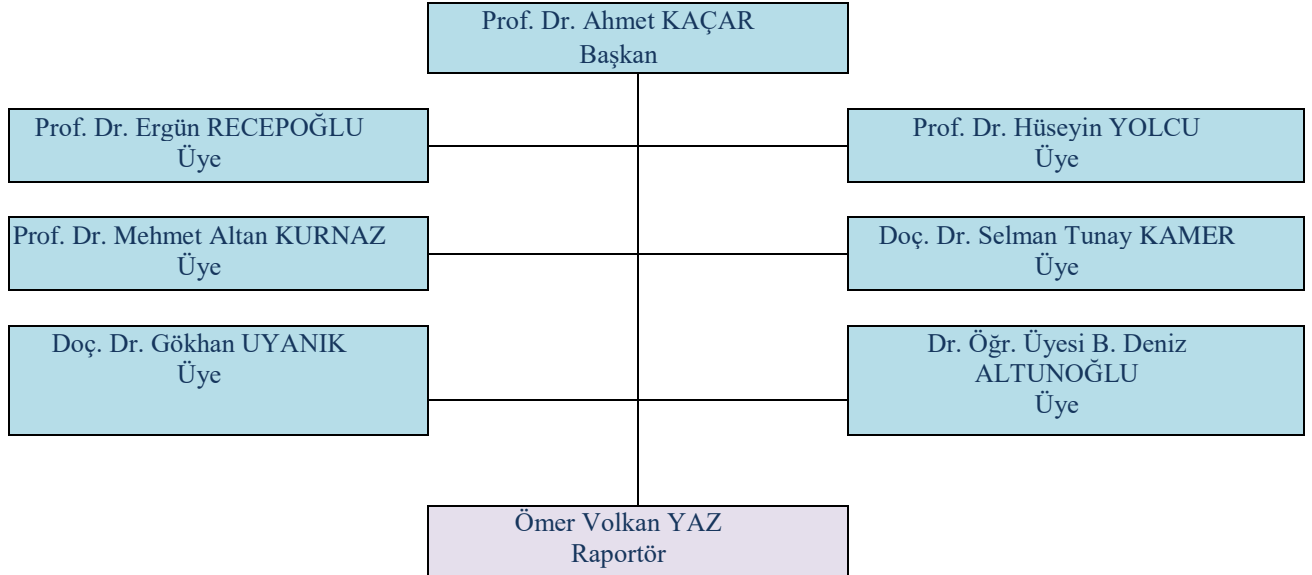 Prof. Dr. Ahmet KAÇAR
Başkan
Prof. Dr. Ergün RECEPOĞLU
Üye
Prof. Dr. Hüseyin YOLCU
Üye
Prof. Dr. Mehmet Altan KURNAZ
Üye
Doç. Dr. Selman Tunay KAMER
Üye
Doç. Dr. Gökhan UYANIK
Üye
Dr. Öğr. Üyesi B. Deniz
ALTUNOĞLU
Üye
Ömer Volkan YAZ
Raportör